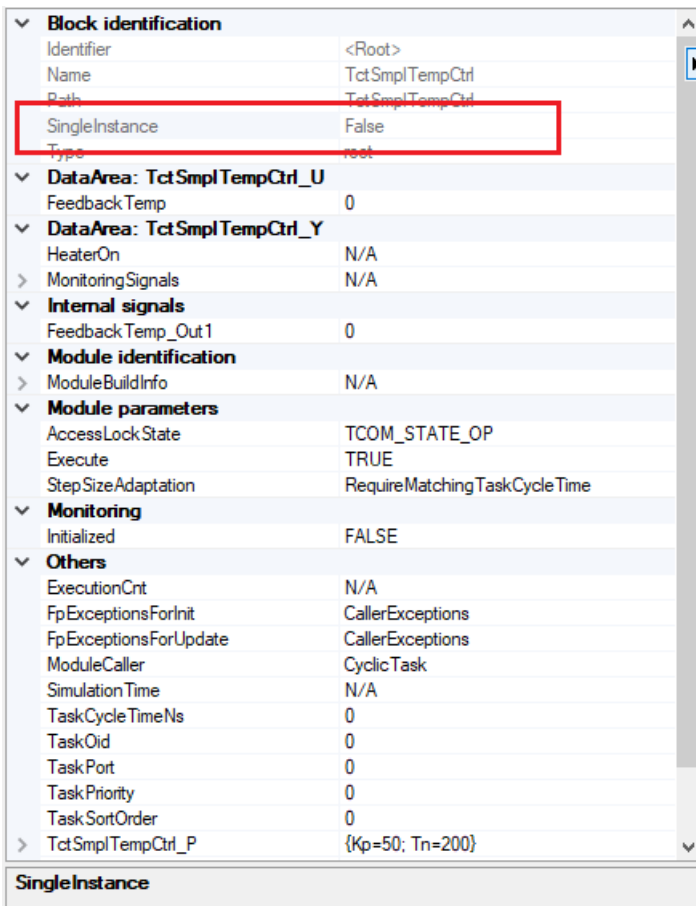 Block identification
Identifier <Root>
Name TctSmplTempCtrl
Path TctSmplTempCtrl
SingleInstance False
Type root
DataArea: TctSmplTempCtrl_U
FeedbackTemp 0
DataArea: TctSmplTempCtrl_Y
HeaterOn N/A
MonitoringSignals N/A
Internal signals
FeedbackTemp_Out1 0
Module identification
ModuleBuildInfo N/A
Module parameters
AccessLockState TCOM_STATE_OP
Execute TRUE
StepSizeAdaptation RequireMatchingTaskCycleTime
Monitoring
Initialized FALSE
Others
ExecutionCnt N/A
FpExceptionsForInit CallerExceptions
FpExceptionsForUpdate CallerExceptions
ModuleCaller CyclicTask
SimulationTime N/A
TaskCycleTimeNs 0
TaskOid 0
TaskPort 0
TaskPriority 0
TaskSortOrder 0
TctSmplTempCtrl_P {Kp=50; Tn=200}
SingleInstance